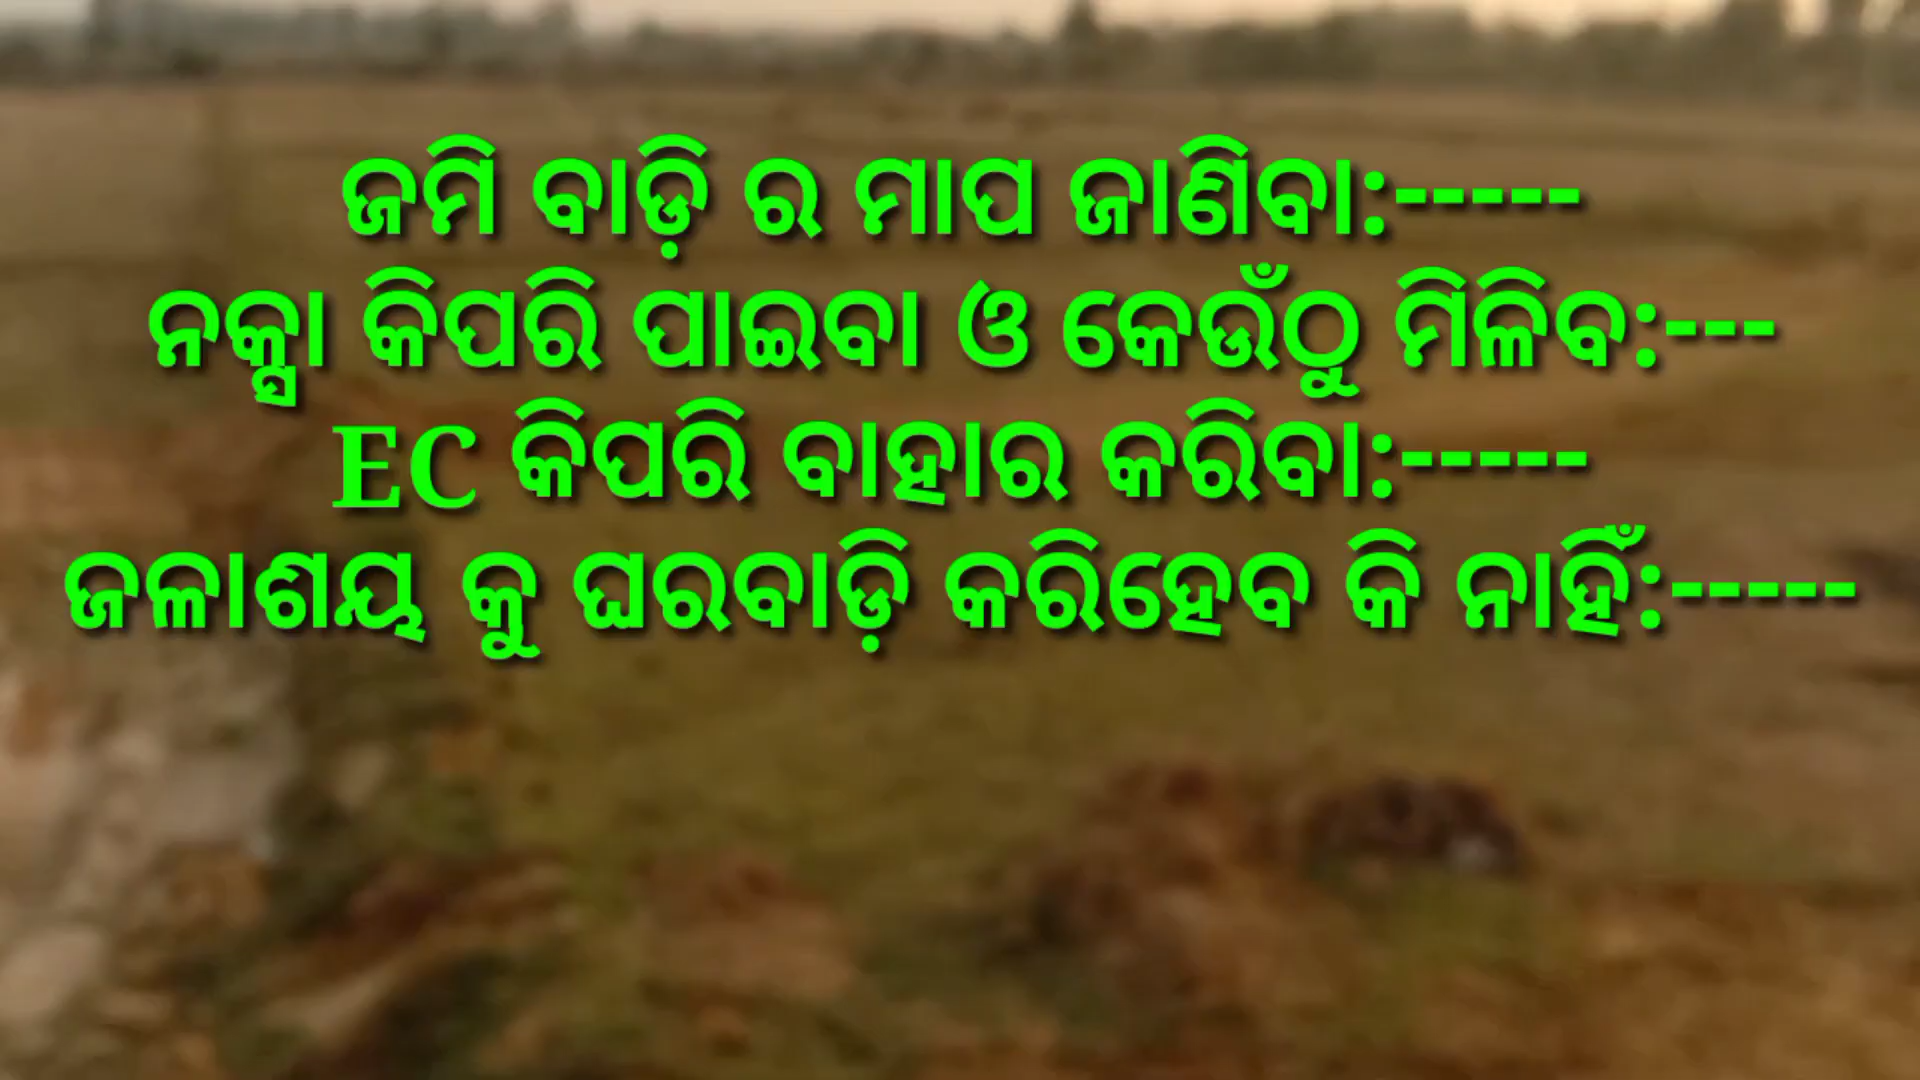 ଜମି ବାଡ଼ି ର ମାପ ଜାଣିବା:-----
ନକ୍ସା କିପରି ପାଇବା ଓ କେଉଁଠୁ ମିଳିବ:---
EC କିପରି ବାହାର କରିବା:-----
ଜଳାଶୟ କୁ ଘରବାଡ଼ି କରିହେବ କି ନାହିଁ:-----